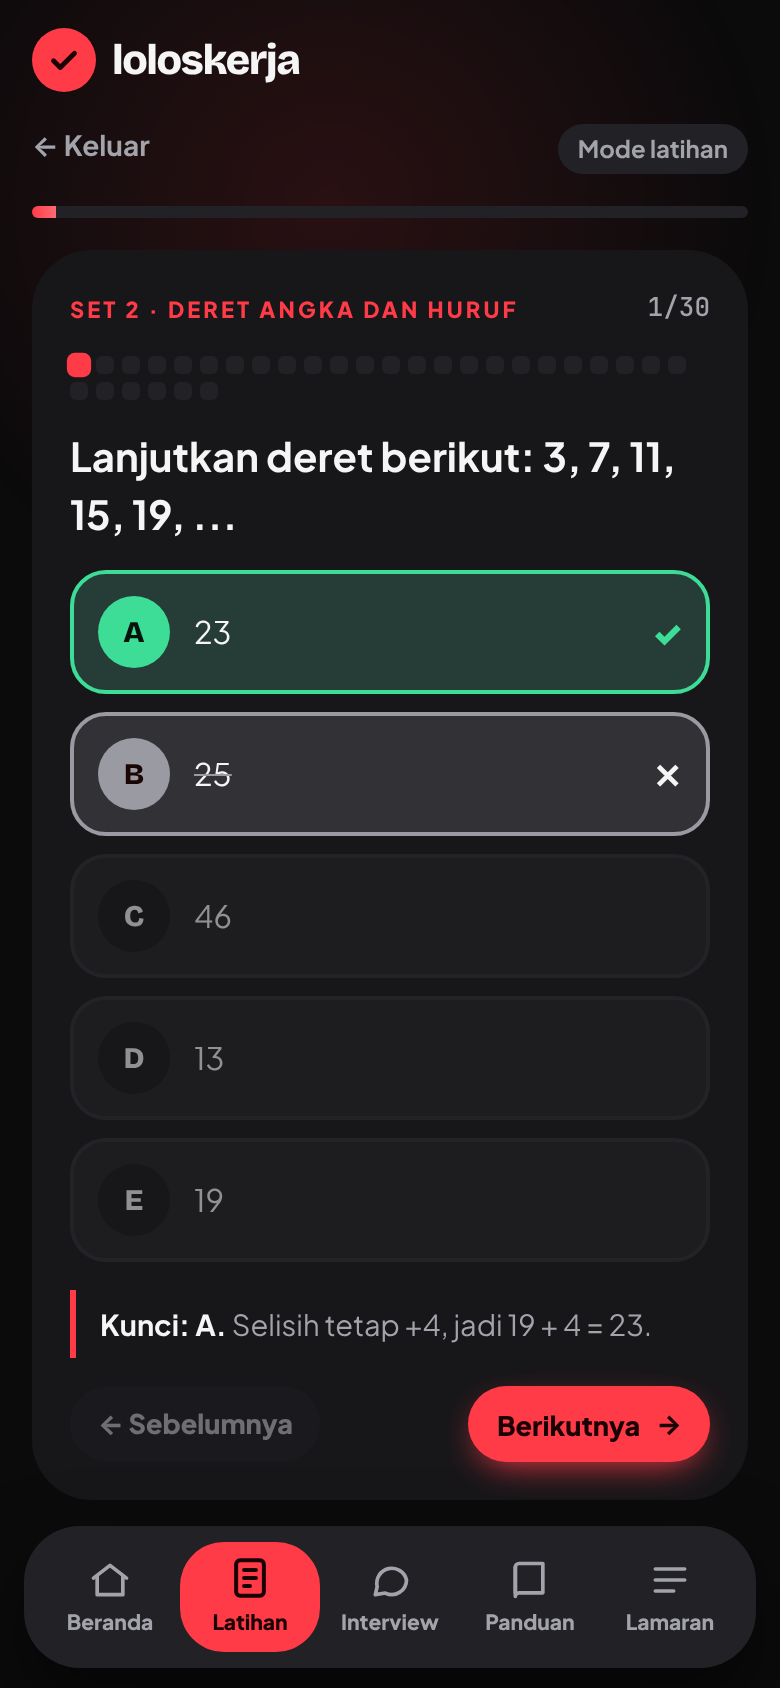 loloskerja
← Keluar
Mode latihan
SET 2 · DERET ANGKA DAN HURUF
1/30
Lanjutkan deret berikut: 3, 7, 11,
15, 19, ...
A 23
B 25
C 46
D 13
E 19
Kunci: A. Selisih tetap +4, jadi 19 + 4 = 23.
← Sebelumnya
Berikutnya →
Beranda
Latihan
Interview
Panduan
Lamaran